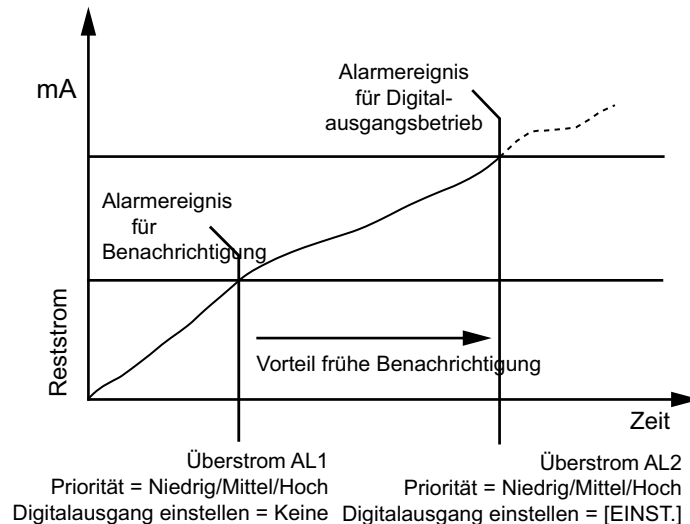 mA
Alarmereignis
für Digital-
ausgangsbetrieb
Alarmereignis
für
Benachrichtigung
Reststrom
Vorteil frühe Benachrichtigung
Zeit
Überstrom AL1
Priorität = Niedrig/Mittel/Hoch
Digitalausgang einstellen = Keine
Überstrom AL2
Priorität = Niedrig/Mittel/Hoch
Digitalausgang einstellen = [EINST.]